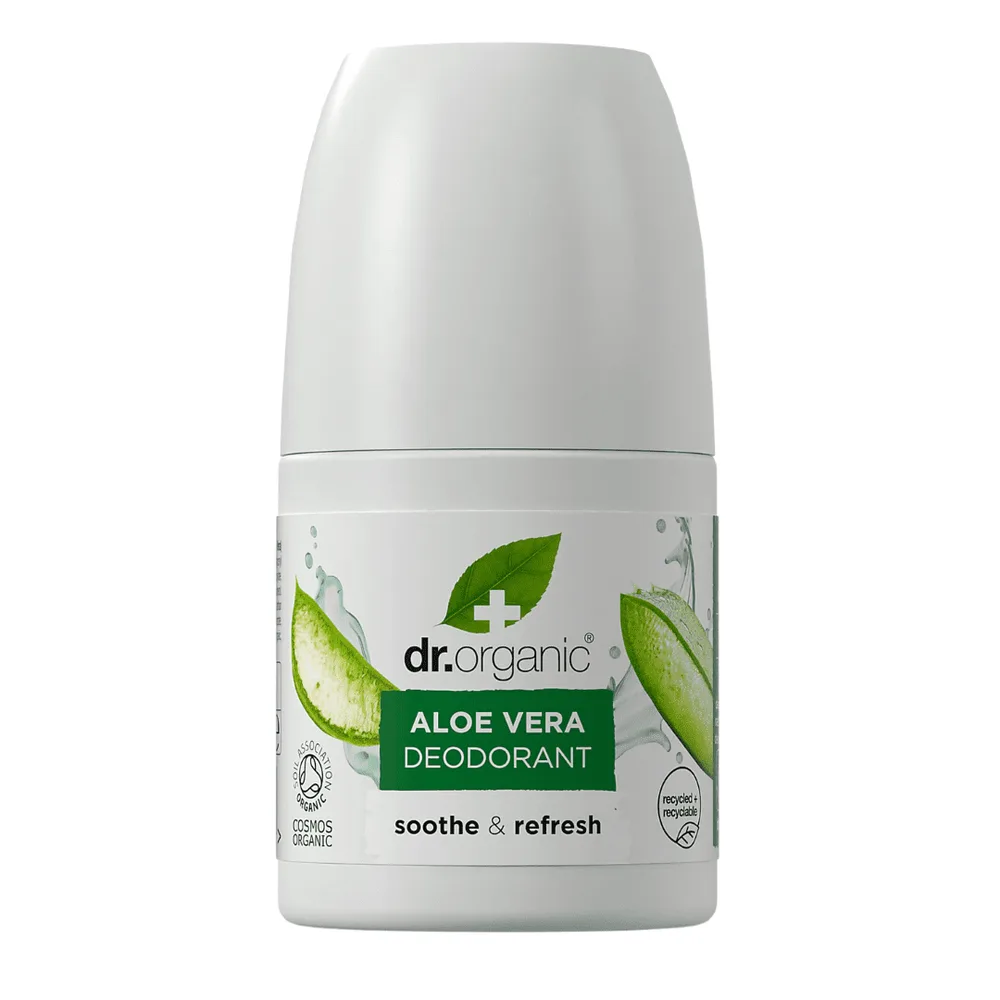 dr.organic®
ALOE VERA
DEODORANT
soothe & refresh
SOIL ASSOCIATION
ORGANIC
COSMOS
ORGANIC
recycled +
recyclable